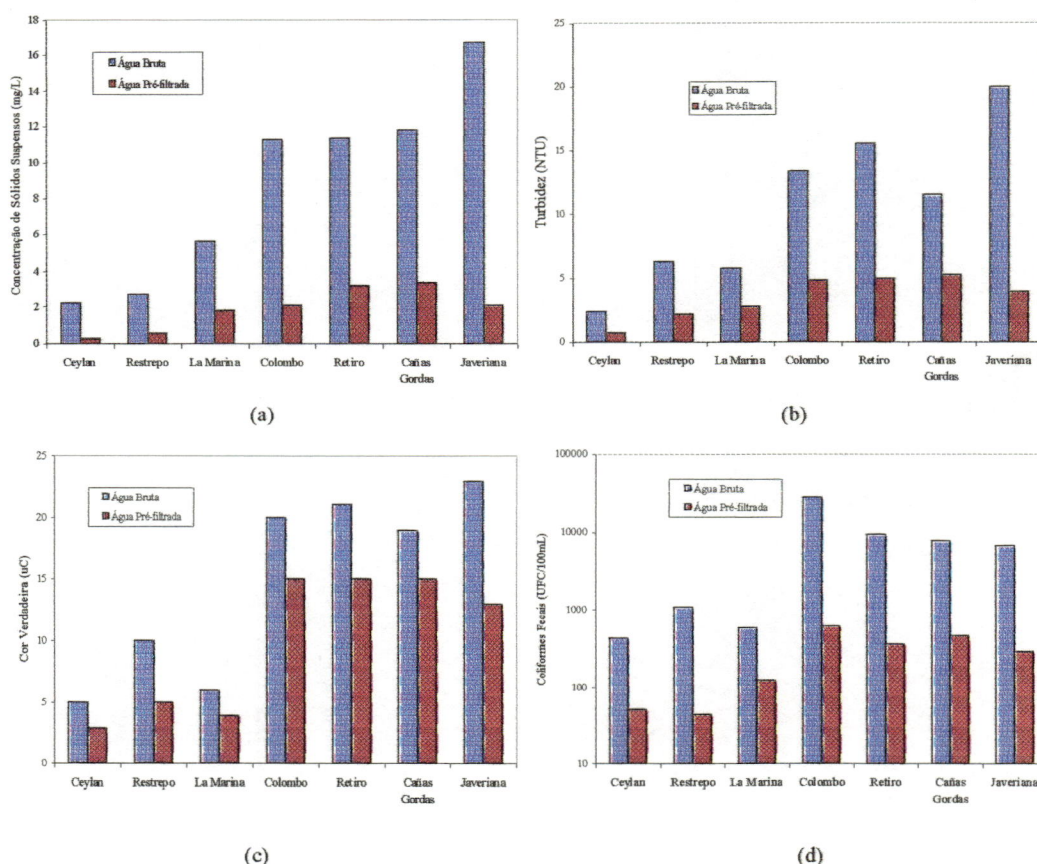 Concentração de Sólidos Suspensos (mg/L)
18
16
14
12
10
8
6
4
2
0
Água Bruta
Água Pré-filtrada
Ceylan Restrepo La Marina Colombo Retiro Cañas Gordas Javeriana
(a)
Turbidez (NTU)
25
20
15
10
5
0
Água Bruta
Água Pré-filtrada
Ceylan Restrepo La Marina Colombo Retiro Cañas Gordas Javeriana
(b)
Cor Verdadeira (uC)
25
20
15
10
5
0
Água Bruta
Água Pré-filtrada
Ceylan Restrepo La Marina Colombo Retiro Cañas Gordas Javeriana
(c)
Coliformes Fecais (UFC/100mL)
100000
10000
1000
100
10
Água Bruta
Água Pré-filtrada
Ceylan Restrepo La Marina Colombo Retiro Cañas Gordas Javeriana
(d)